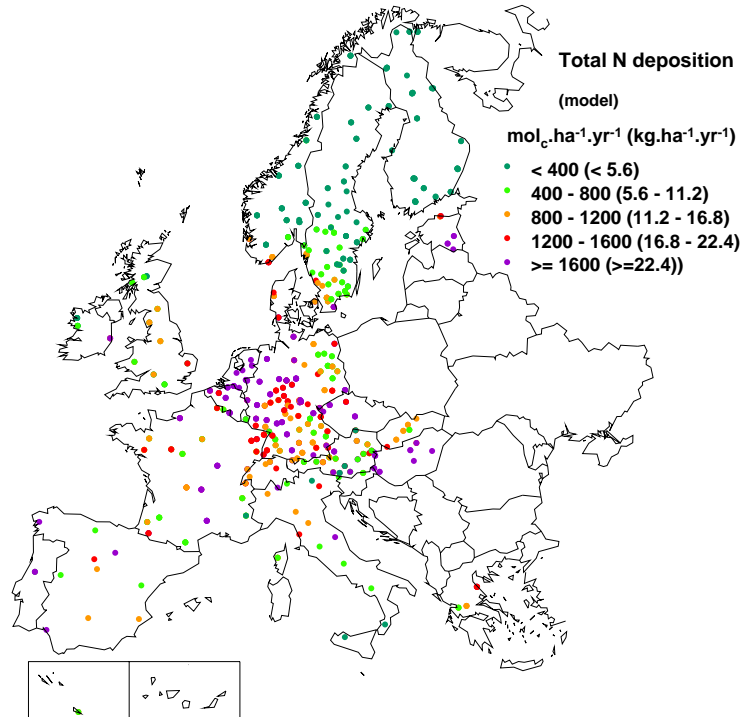 Total N deposition
(model)
mol_c.ha⁻¹.yr⁻¹ (kg.ha⁻¹.yr⁻¹)
< 400 (< 5.6)
400 - 800 (5.6 - 11.2)
800 - 1200 (11.2 - 16.8)
1200 - 1600 (16.8 - 22.4)
>= 1600 (>=22.4))